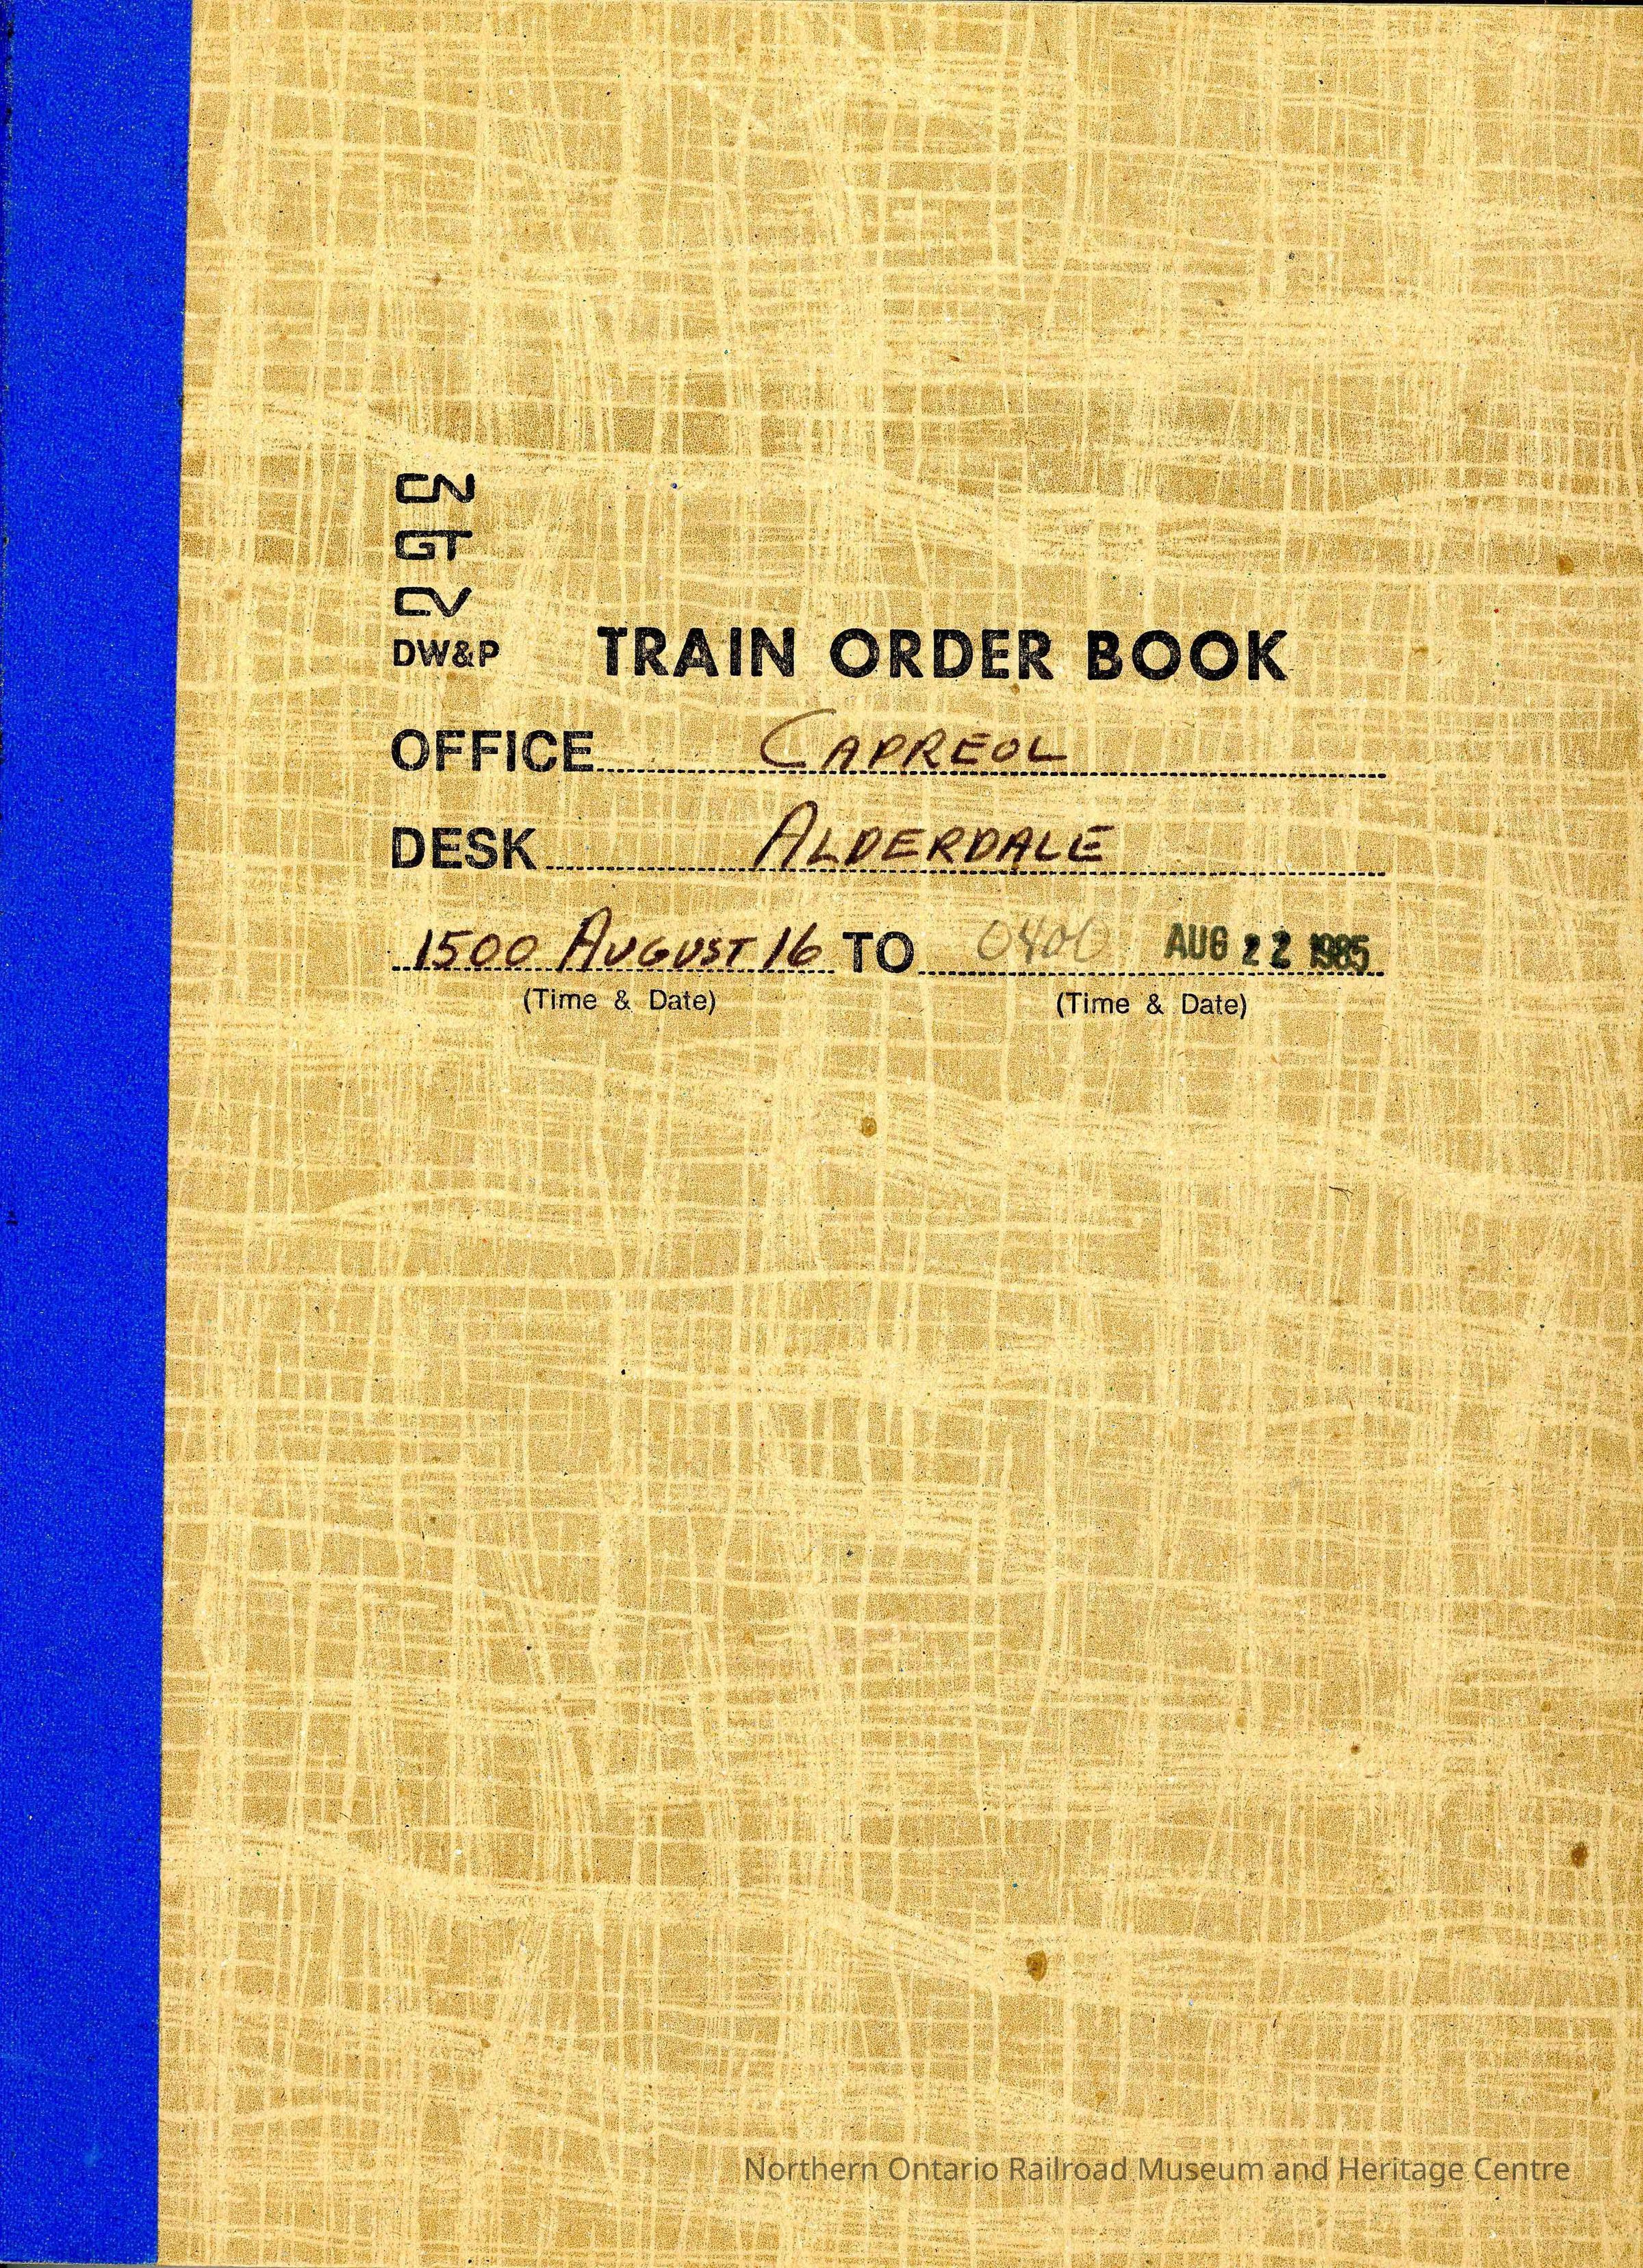 CN
GT
CV
DW&P TRAIN ORDER BOOK
OFFICE CAPREOL
DESK ALDERDALE
1500 AUGUST 16 TO 0400 AUG 22 1985
(Time & Date) (Time & Date)
Northern Ontario Railroad Museum and Heritage Centre